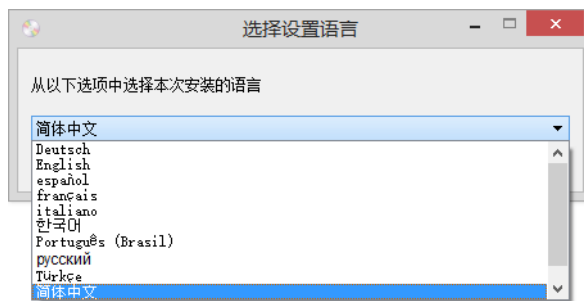 选择设置语言
从以下选项中选择本次安装的语言
简体中文
Deutsch
English
español
français
italiano
한국어
Português (Brasil)
русский
Türkçe
简体中文